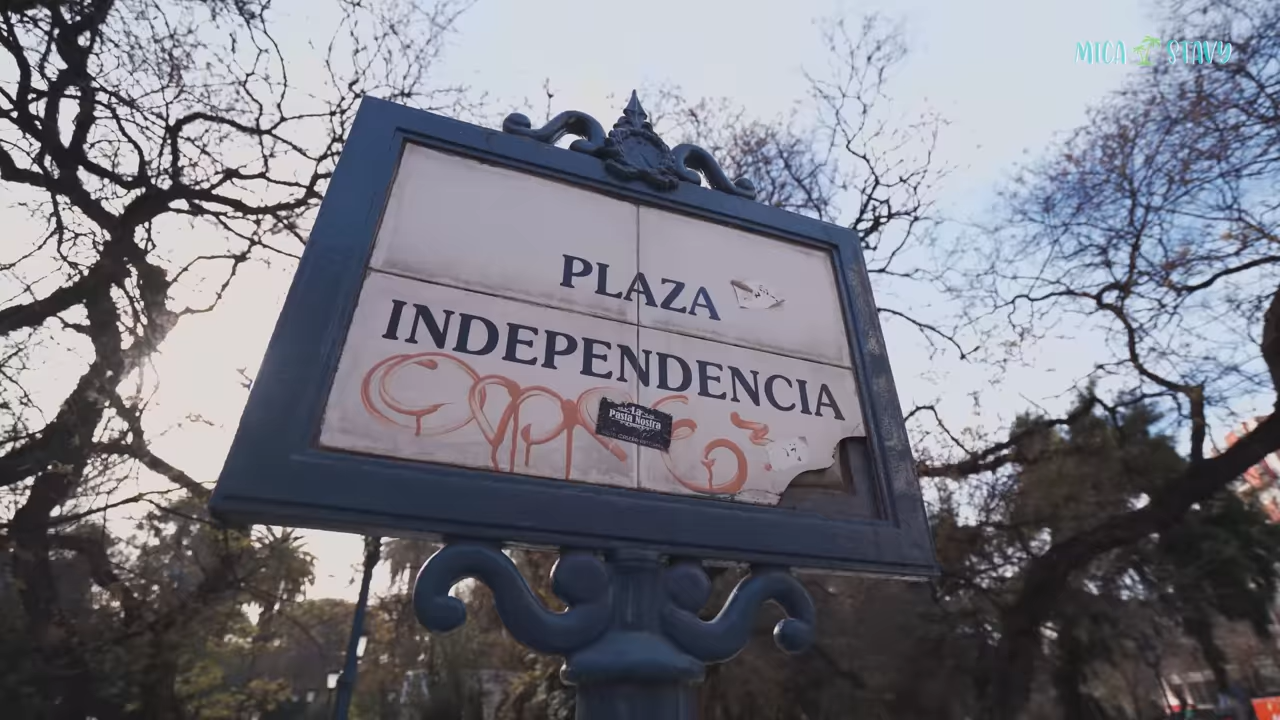 MICA STAVY
PLAZA
INDEPENDENCIA
La
Pasta Nostra